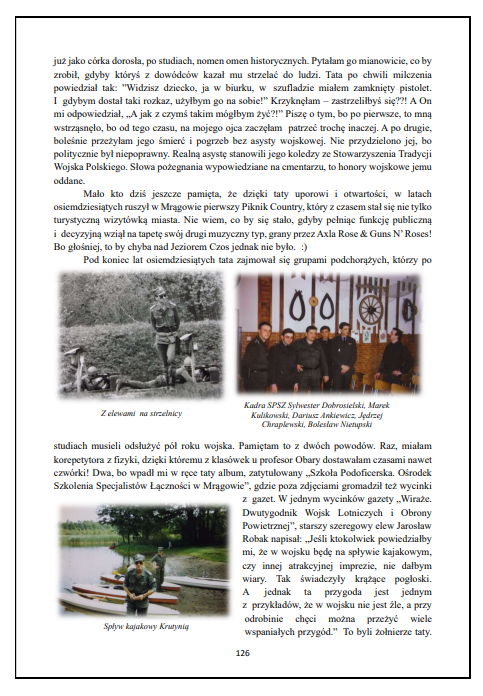 już jako córka dorosła, po studiach, nomen omen historycznych. Pytałam go mianowicie, co by
zrobił, gdyby któryś z dowódców kazał mu strzelać do ludzi. Tata po chwili milczenia
powiedział tak: ”Widzisz dziecko, ja w biurku, w szufladzie miałem zamknięty pistolet.
I gdybym dostał taki rozkaz, użyłbym go na sobie!” Krzyknęłam – zastrzeliłbyś się??! A On
mi odpowiedział, „A jak z czymś takim mógłbym żyć?!” Piszę o tym, bo po pierwsze, to mną
wstrząsnęło, bo od tego czasu, na mojego ojca zaczęłam patrzeć trochę inaczej. A po drugie,
boleśnie przeżyłam jego śmierć i pogrzeb bez asysty wojskowej. Nie przydzielono jej, bo
politycznie był niepoprawny. Realną asystę stanowili jego koledzy ze Stowarzyszenia Tradycji
Wojska Polskiego. Słowa pożegnania wypowiedziane na cmentarzu, to honory wojskowe jemu
oddane.
Mało kto dziś jeszcze pamięta, że dzięki taty uporowi i otwartości, w latach
osiemdziesiątych ruszył w Mrągowie pierwszy Piknik Country, który z czasem stał się nie tylko
turystyczną wizytówką miasta. Nie wiem, co by się stało, gdyby pełniąc funkcję publiczną
i decyzyjną wziął na tapetę swój drugi muzyczny typ, grany przez Axla Rose & Guns N’ Roses!
Bo głośniej, to by chyba nad Jeziorem Czos jednak nie było. :)
Pod koniec lat osiemdziesiątych tata zajmował się grupami podchorążych, którzy po
Z elewami na strzelnicy
Kadra SPSZ Sylwester Dobrosielski, Marek
Kulikowski, Dariusz Ankiewicz, Jędrzej
Chraplewski, Bolesław Nietupski
studiach musieli odsłużyć pół roku wojska. Pamiętam to z dwóch powodów. Raz, miałam
korepetytora z fizyki, dzięki któremu z klasówek u profesor Obary dostawałam czasami nawet
czwórki! Dwa, bo wpadł mi w ręce taty album, zatytułowany „Szkoła Podoficerska. Ośrodek
Szkolenia Specjalistów Łączności w Mrągowie”, gdzie poza zdjęciami gromadził też wycinki
z gazet. W jednym wycinków gazety „Wiraże.
Dwutygodnik Wojsk Lotniczych i Obrony
Powietrznej”, starszy szeregowy elew Jarosław
Robak napisał: „Jeśli ktokolwiek powiedziałby
mi, że w wojsku będę na spływie kajakowym,
czy innej atrakcyjnej imprezie, nie dałbym
wiary. Tak świadczyły krążące pogłoski.
A jednak ta przygoda jest jednym
z przykładów, że w wojsku nie jest źle, a przy
odrobinie chęci można przeżyć wiele
wspaniałych przygód.” To byli żołnierze taty.
Spływ kajakowy Krutynią
126